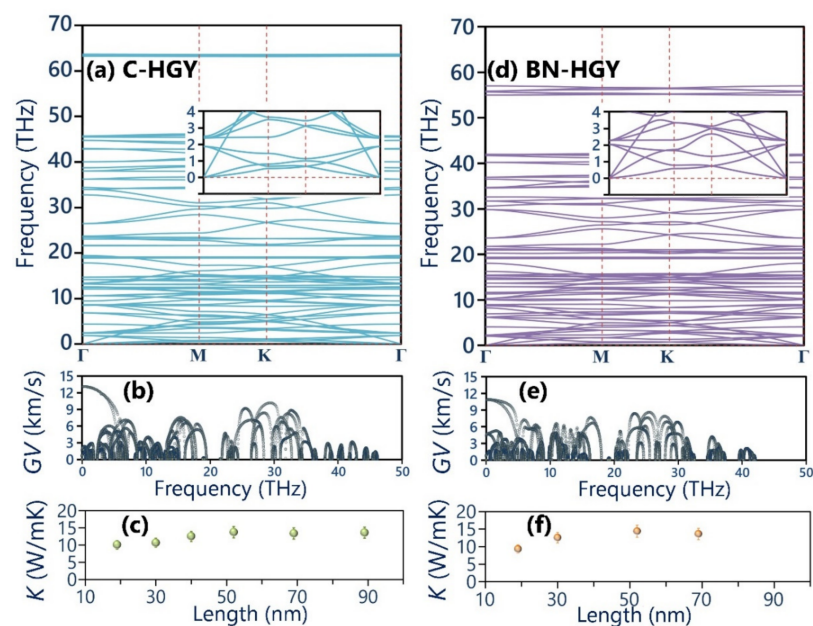 (a) C-HGY
Frequency (THz)
70
60
50
40
30
20
10
0
4
3
2
1
0
Γ M K Γ
(d) BN-HGY
Frequency (THz)
70
60
50
40
30
20
10
0
4
3
2
1
0
Γ M K Γ
(b)
GV (km/s)
15
12
9
6
3
0
0 10 20 30 40 50
Frequency (THz)
(e)
GV (km/s)
15
12
9
6
3
0
0 10 20 30 40 50
Frequency (THz)
(c)
K (W/mK)
20
15
10
5
0
10 30 50 70 90
Length (nm)
(f)
K (W/mK)
20
15
10
5
0
10 30 50 70 90
Length (nm)